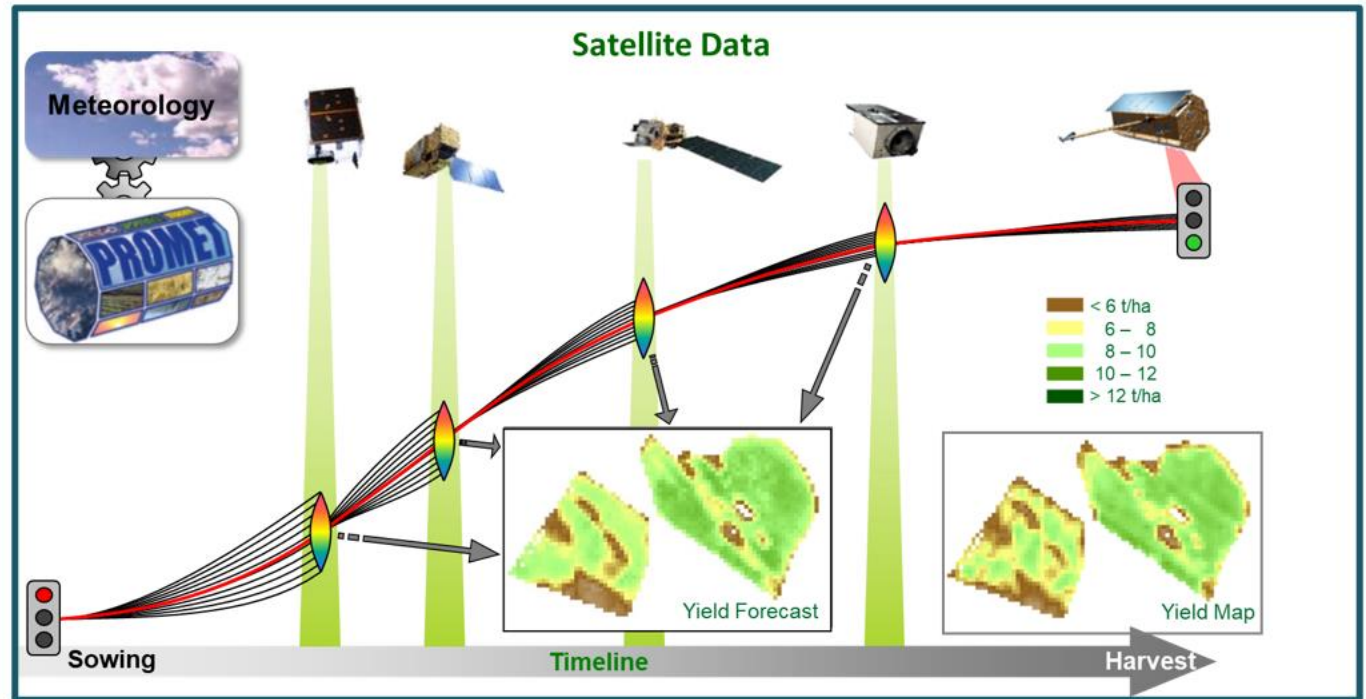 Satellite Data
Meteorology
PROMET
< 6 t/ha
6 – 8
8 – 10
10 – 12
> 12 t/ha
Yield Forecast
Yield Map
Sowing
Timeline
Harvest